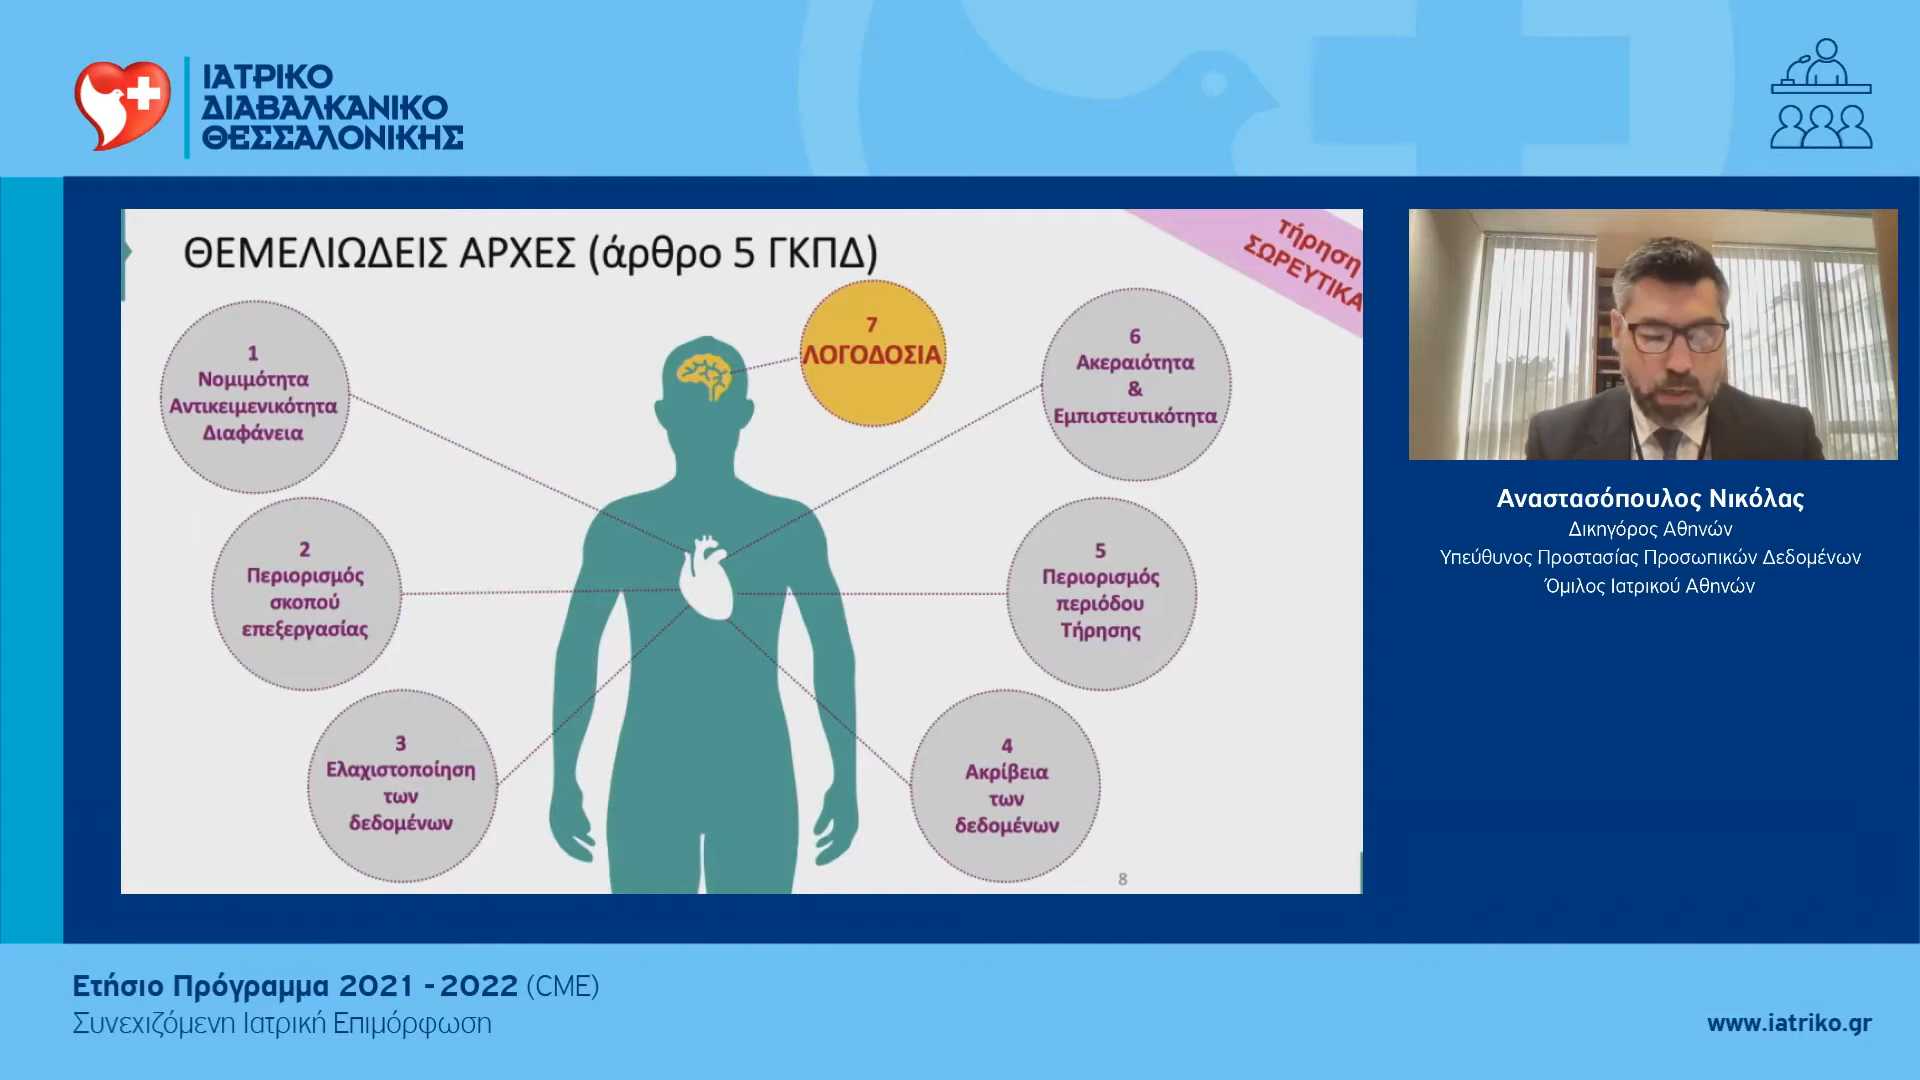 ΙΑΤΡΙΚΟ
ΔΙΑΒΑΛΚΑΝΙΚΟ
ΘΕΣΣΑΛΟΝΙΚΗΣ
ΘΕΜΕΛΙΩΔΕΙΣ ΑΡΧΕΣ (άρθρο 5 ΓΚΠΔ)
τήρηση
ΣΩΡΕΥΤΙΚΑ
1
Νομιμότητα
Αντικειμενικότητα
Διαφάνεια
2
Περιορισμός
σκοπού
επεξεργασίας
3
Ελαχιστοποίηση
των
δεδομένων
7
ΛΟΓΟΔΟΣΙΑ
6
Ακεραιότητα
&
Εμπιστευτικότητα
5
Περιορισμός
περιόδου
Τήρησης
4
Ακρίβεια
των
δεδομένων
8
Αναστασόπουλος Νικόλας
Δικηγόρος Αθηνών
Υπεύθυνος Προστασίας Προσωπικών Δεδομένων
Όμιλος Ιατρικού Αθηνών
Ετήσιο Πρόγραμμα 2021 - 2022 (CME)
Συνεχιζόμενη Ιατρική Επιμόρφωση
www.iatriko.gr